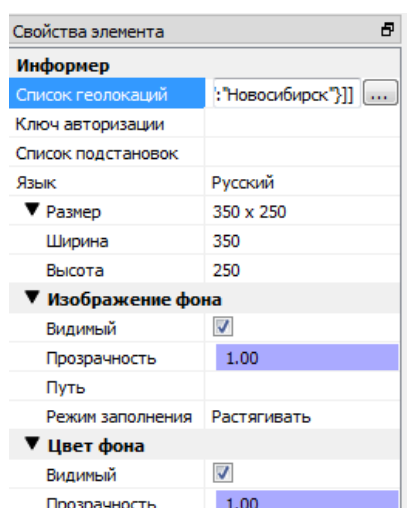 Свойства элемента
Информер
Список геолокаций ':"Новосибирск"}]] ...
Ключ авторизации
Список подстановок
Язык Русский
Размер 350 x 250
Ширина 350
Высота 250
Изображение фона
Видимый
Прозрачность 1.00
Путь
Режим заполнения Растягивать
Цвет фона
Видимый
Прозрачность 1.00